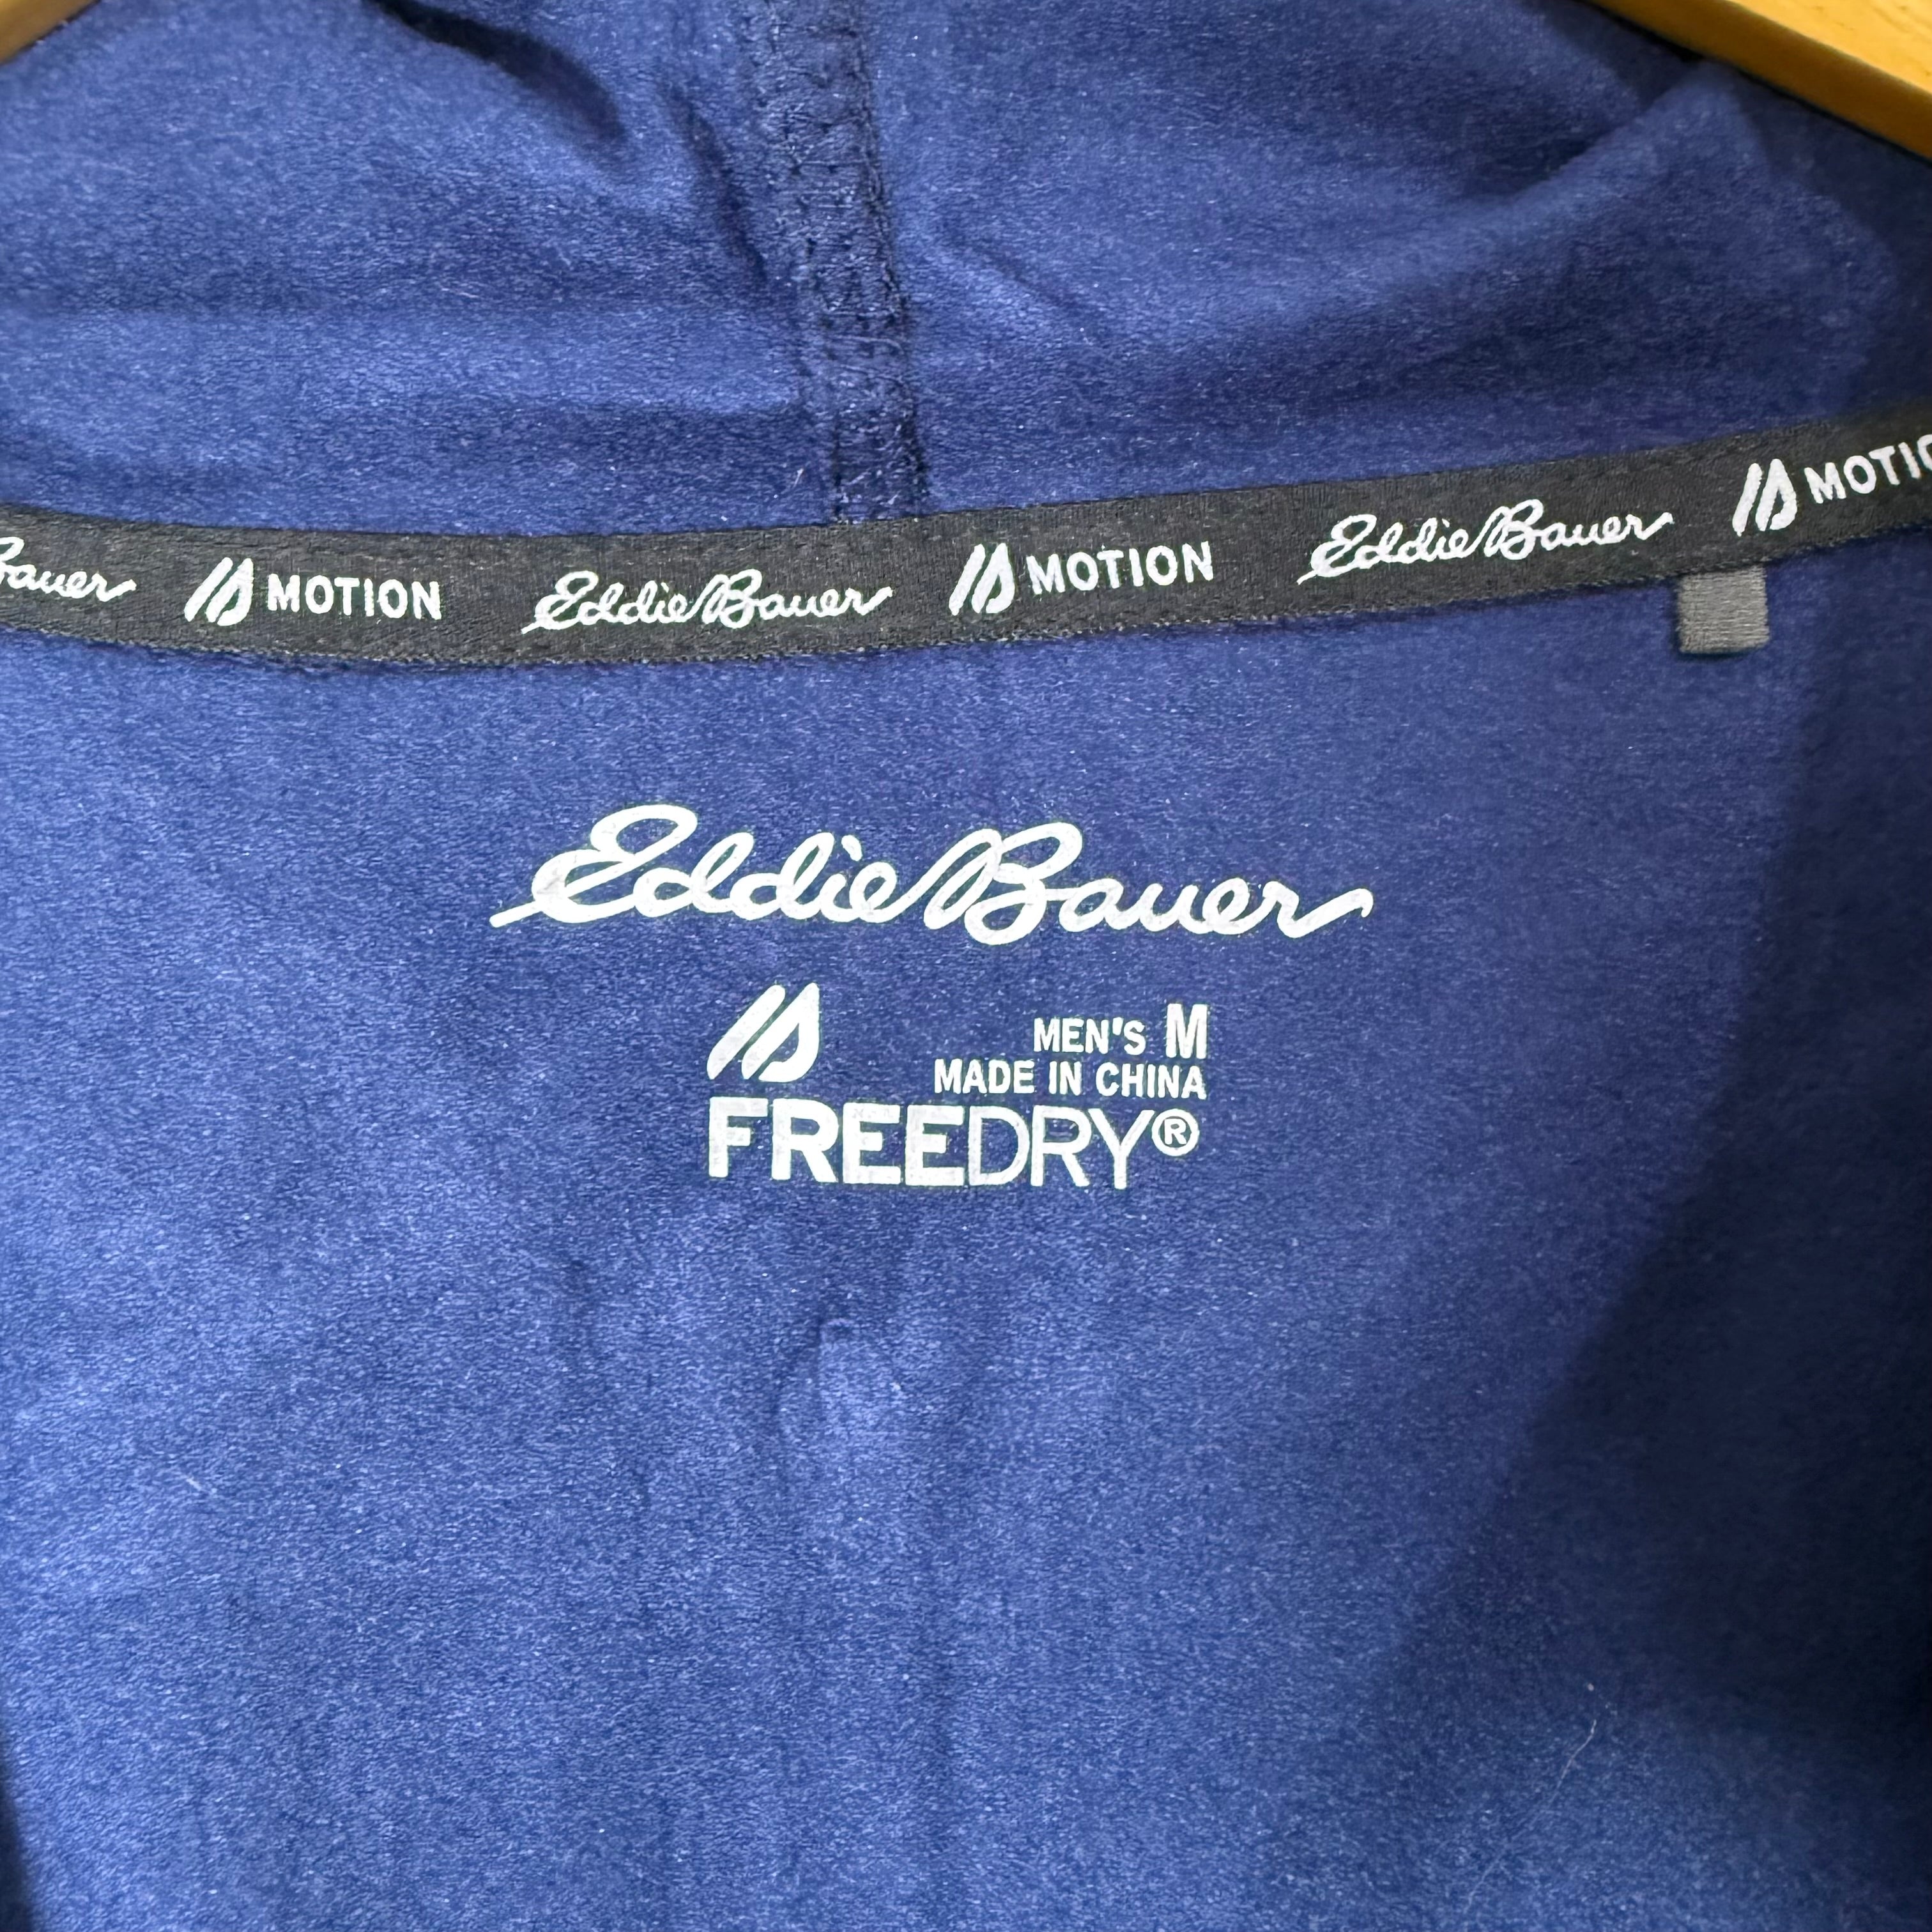 Bauer MOTION Eddie Bauer MOTION Eddie Bauer MOTIO
Eddie Bauer
MEN'S M
MADE IN CHINA
FREEDRY®